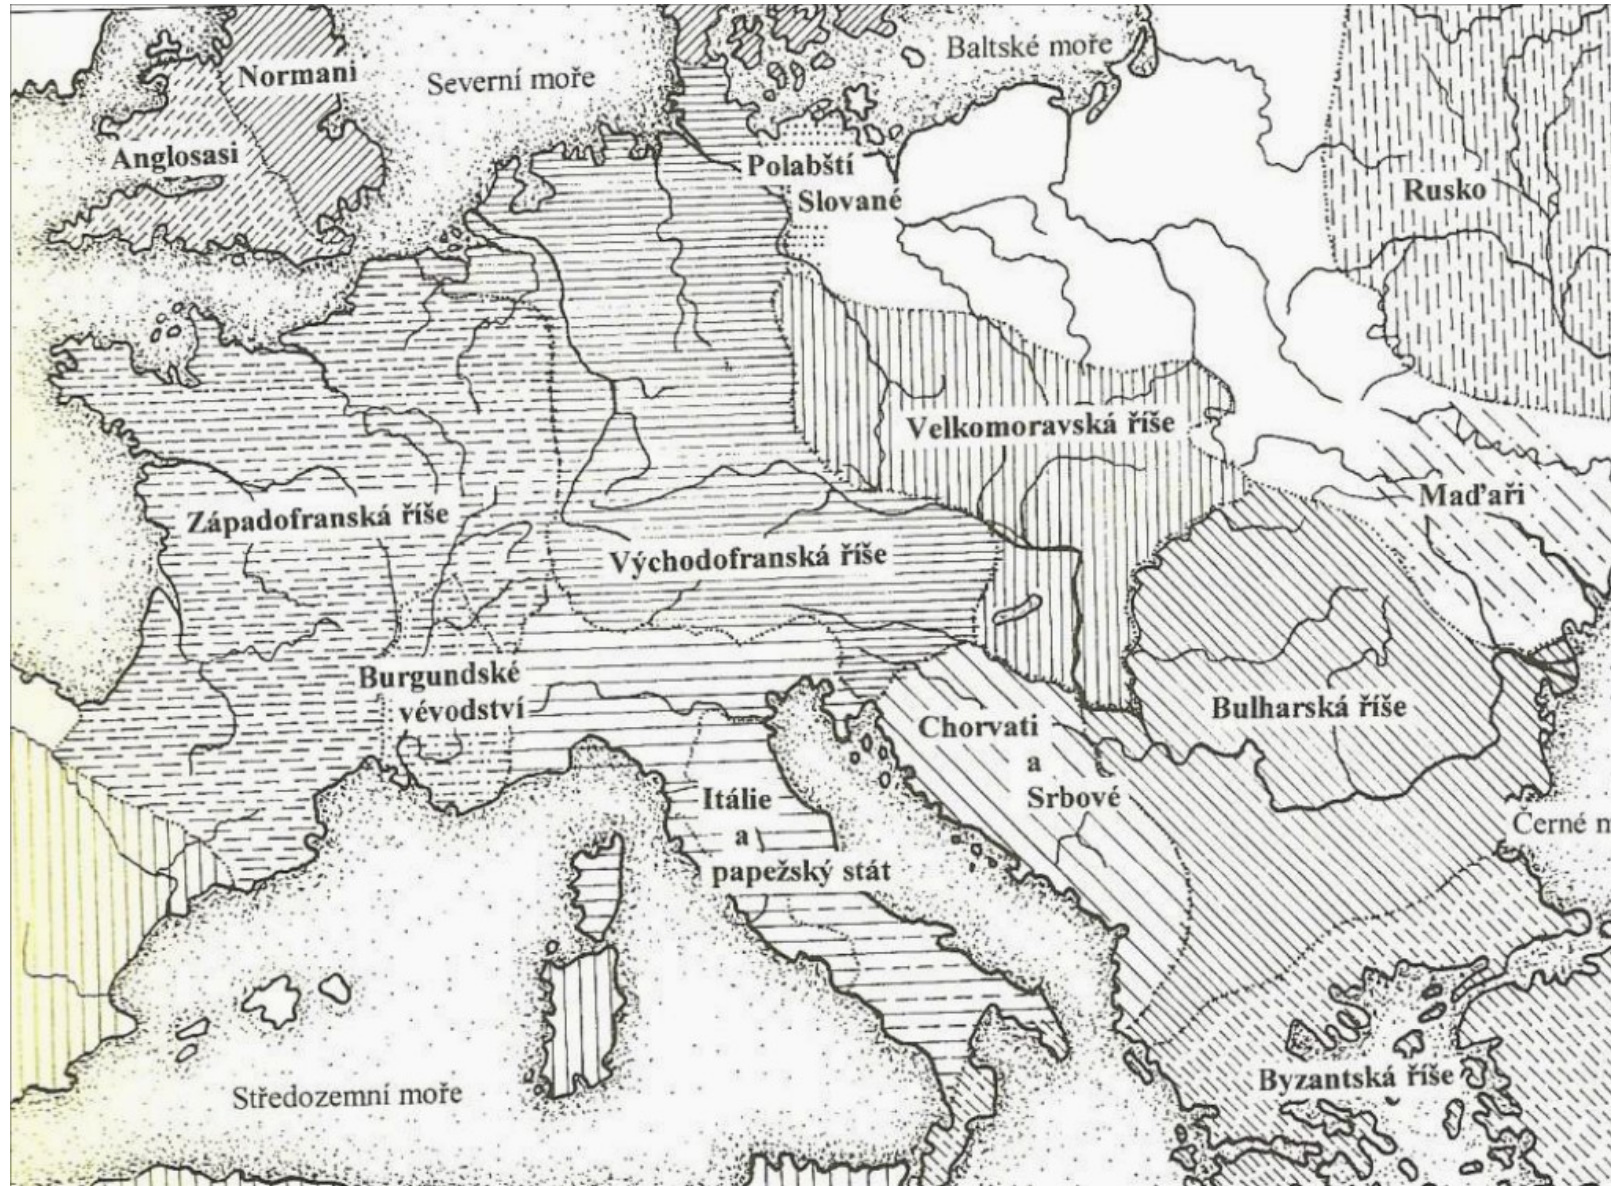 Baltské moře
Normani
Severní moře
Anglosasi
Polabští
Slované
Rusko
Velkomoravská říše
Maďaři
Západofranská říše
Východofranská říše
Burgundské
vévodství
Bulharská říše
Chorvati
a
Srbové
Itálie
a
papežský stát
Černé m
Byzantská říše
Středozemní moře